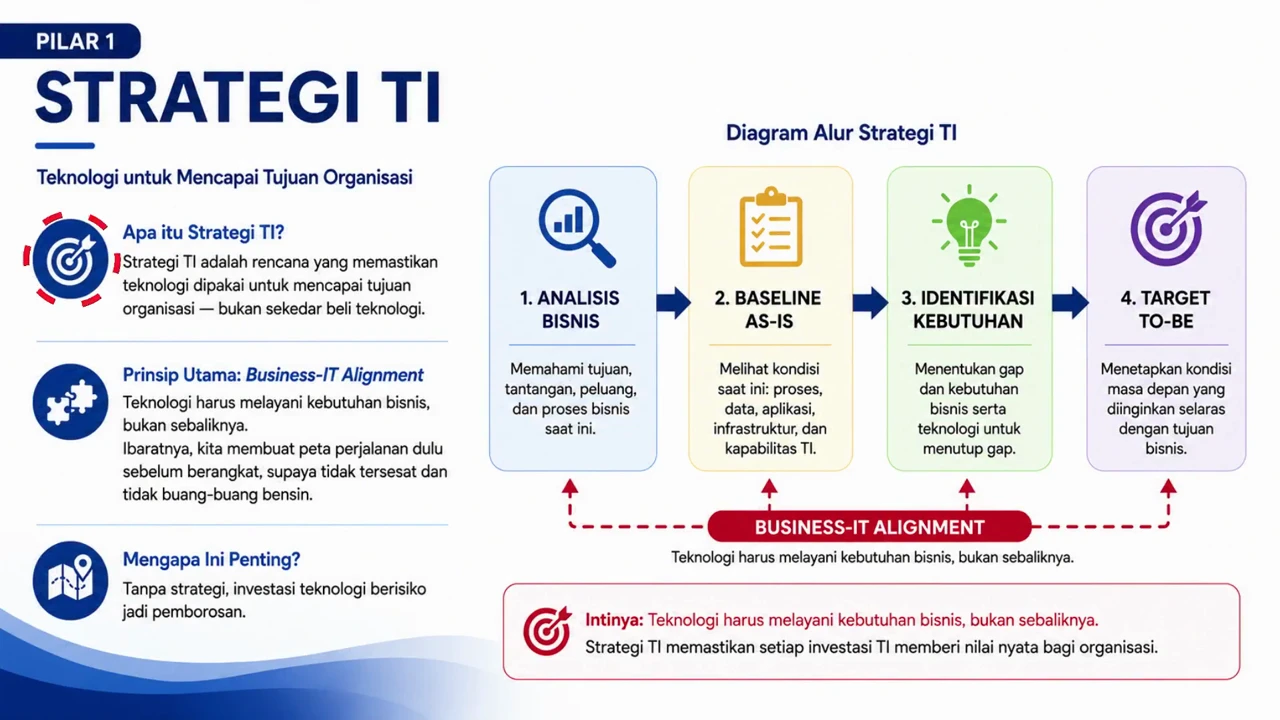 PILAR 1
STRATEGI TI
Teknologi untuk Mencapai Tujuan Organisasi
Apa itu Strategi TI?
Strategi TI adalah rencana yang memastikan
teknologi dipakai untuk mencapai tujuan
organisasi — bukan sekedar beli teknologi.
Prinsip Utama: Business-IT Alignment
Teknologi harus melayani kebutuhan bisnis,
bukan sebaliknya.
Ibaratnya, kita membuat peta perjalanan dulu
sebelum berangkat, supaya tidak tersesat dan
tidak buang-buang bensin.
Mengapa Ini Penting?
Tanpa strategi, investasi teknologi berisiko
jadi pemborosan.
Diagram Alur Strategi TI
1. ANALISIS
BISNIS
Memahami tujuan,
tantangan, peluang,
dan proses bisnis
saat ini.
2. BASELINE
AS-IS
Melihat kondisi
saat ini: proses,
data, aplikasi,
infrastruktur, dan
kapabilitas TI.
3. IDENTIFIKASI
KEBUTUHAN
Menentukan gap
dan kebutuhan
bisnis serta
teknologi untuk
menutup gap.
4. TARGET
TO-BE
Menetapkan kondisi
masa depan yang
diinginkan selaras
dengan tujuan
bisnis.
BUSINESS-IT ALIGNMENT
Teknologi harus melayani kebutuhan bisnis, bukan sebaliknya.
Intinya: Teknologi harus melayani kebutuhan bisnis, bukan sebaliknya.
Strategi TI memastikan setiap investasi TI memberi nilai nyata bagi organisasi.